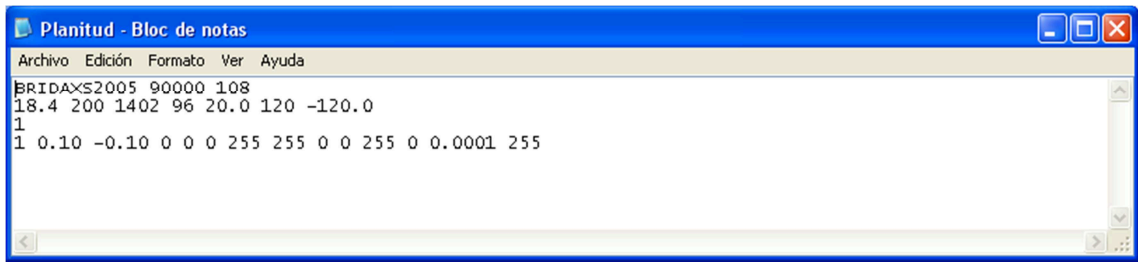 Planitud - Bloc de notas
Archivo Edición Formato Ver Ayuda
BRIDAXS2005 90000 108
18.4 200 1402 96 20.0 120 -120.0
1
1 0.10 -0.10 0 0 0 255 255 0 0 255 0 0.0001 255